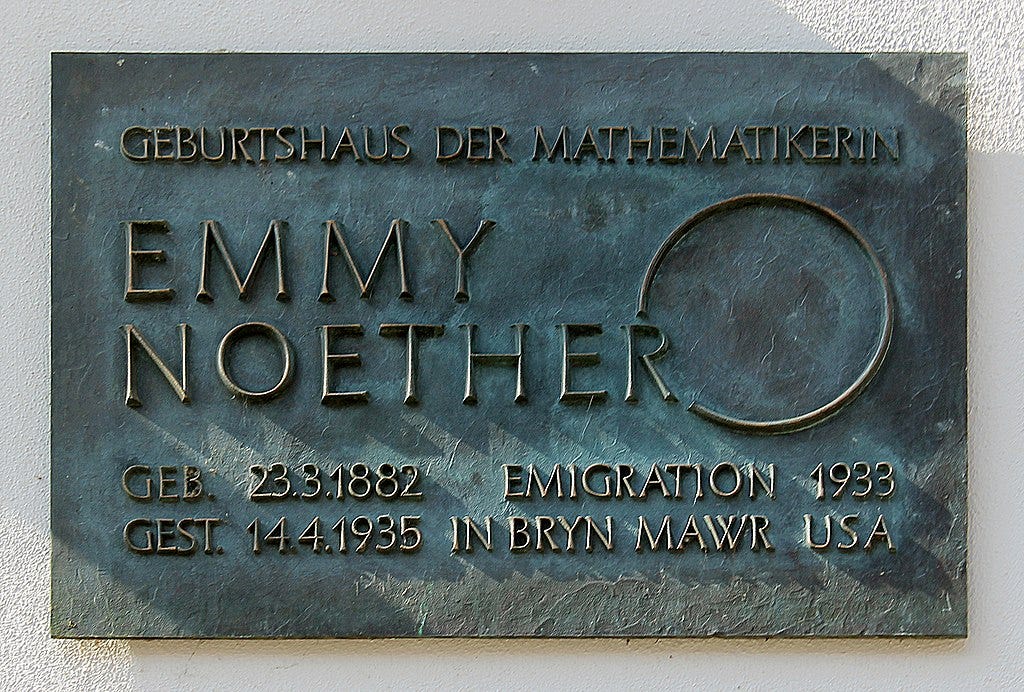 GEBURTSHAUS DER MATHEMATIKERIN
EMMY
NOETHER
GEB. 23.3.1882 EMIGRATION 1933
GEST. 14.4.1935 IN BRYN MAWR USA